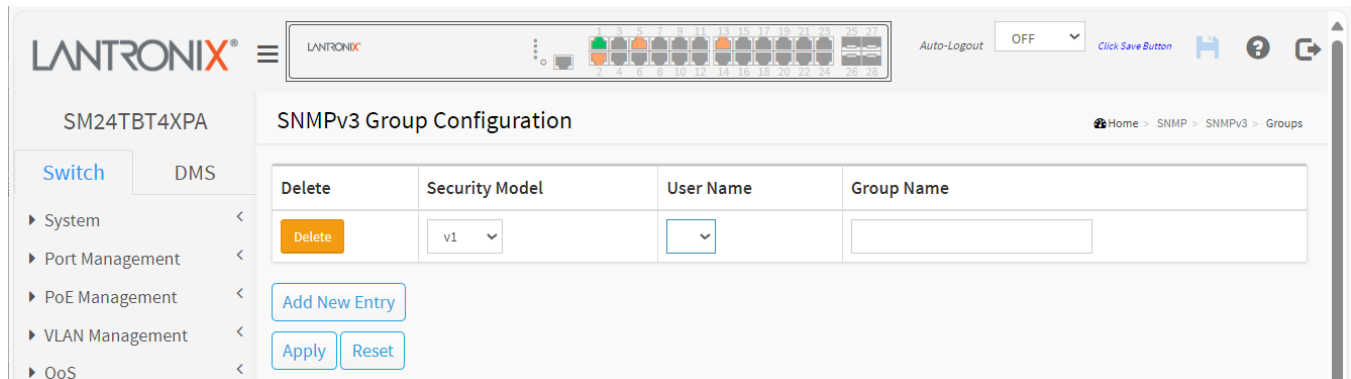 LANTRONIX®
LANTRONIX
1 3 5 7 9 11 13 15 17 19 21 23 25 27
2 4 6 8 10 12 14 16 18 20 22 24 26 28
Auto-Logout OFF Click Save Button
SM24TBT4XPA
SNMPv3 Group Configuration
Home > SNMP > SNMPv3 > Groups
Switch DMS
Delete Security Model User Name Group Name
System
Delete v1
Port Management
PoE Management
Add New Entry
VLAN Management
Apply Reset
QoS